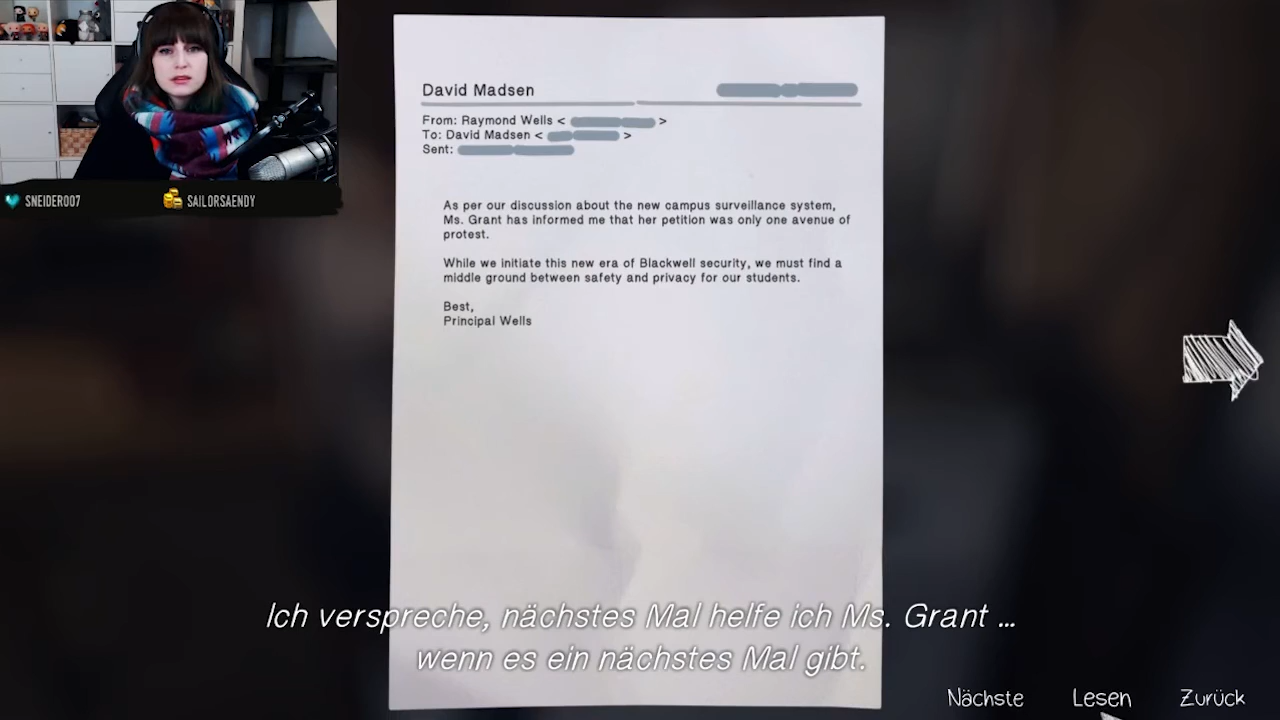 SNEIDER007
SAILORSAENDY
David Madsen
From: Raymond Wells < >
To: David Madsen < >
Sent:
As per our discussion about the new campus surveillance system,
Ms. Grant has informed me that her petition was only one avenue of
protest.
While we initiate this new era of Blackwell security, we must find a
middle ground between safety and privacy for our students.
Best,
Principal Wells
Ich verspreche, nächstes Mal helfe ich Ms. Grant ...
wenn es ein nächstes Mal gibt.
Nächste Lesen Zurück